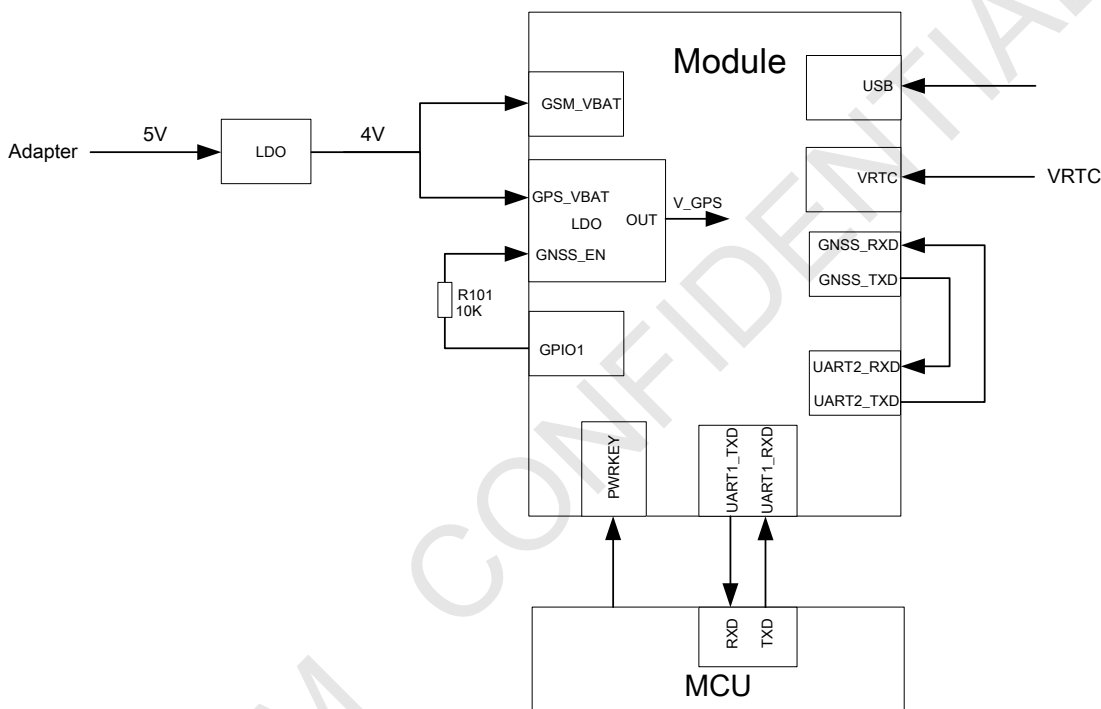 Module
USB
GSM_VBAT
5V
4V
Adapter
LDO
VRTC
VRTC
GPS_VBAT
V_GPS
LDO
OUT
GNSS_RXD
GNSS_EN
GNSS_TXD
R101
10K
GPIO1
UART2_RXD
UART2_TXD
PWRKEY
UART1_TXD
UART1_RXD
RXD
TXD
MCU
CONFIDENTIAL